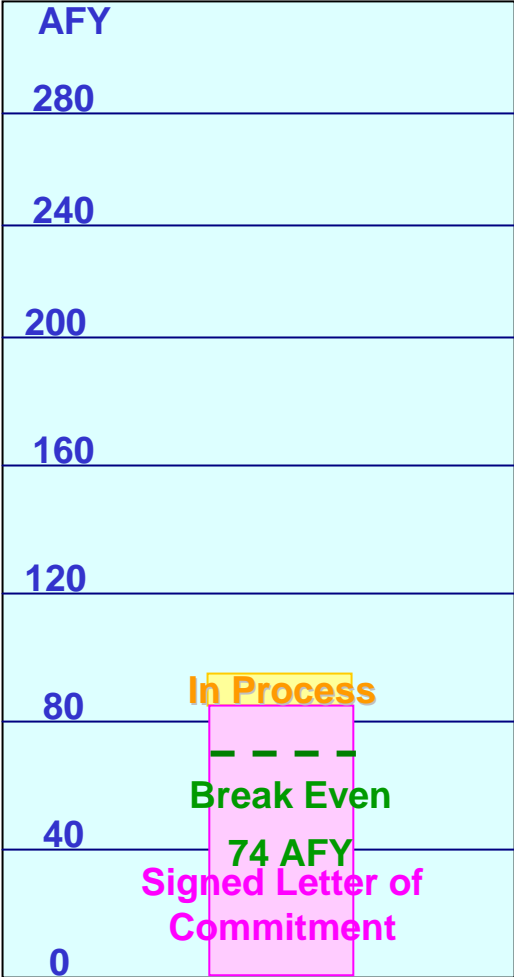 AFY
280
240
200
160
120
In Process
80
Break Even
40
74 AFY
Signed Letter of
Commitment
0